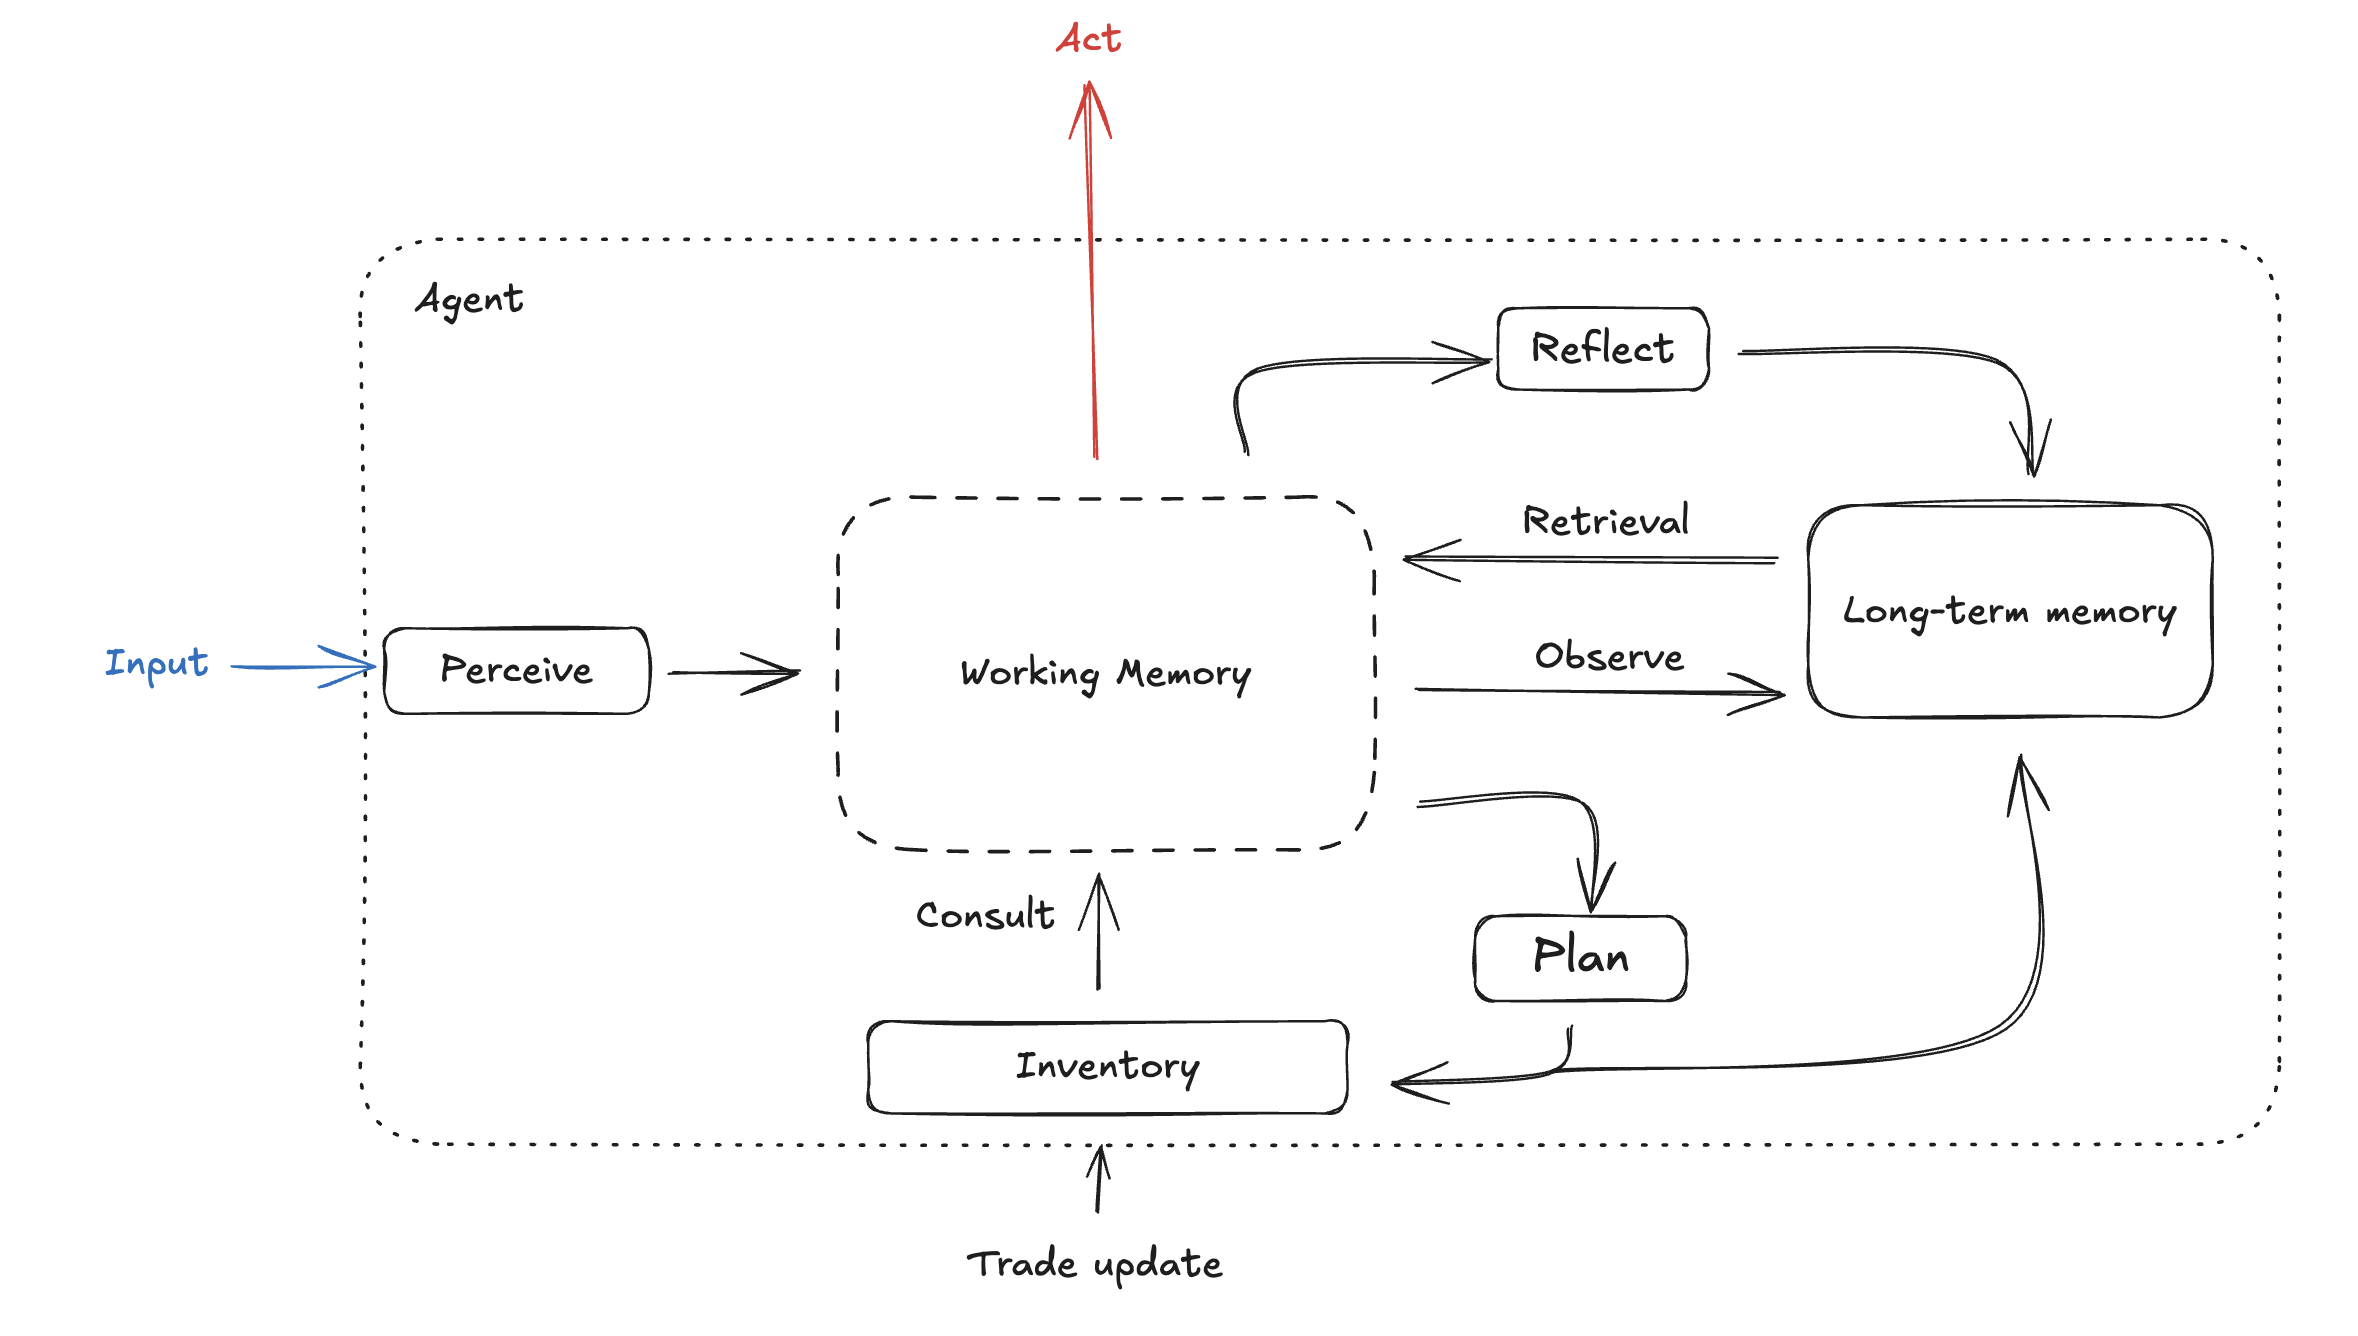 Act
Agent
Reflect
Retrieval
Long-term memory
Input
Perceive
Working Memory
Observe
Consult
Plan
Inventory
Trade update